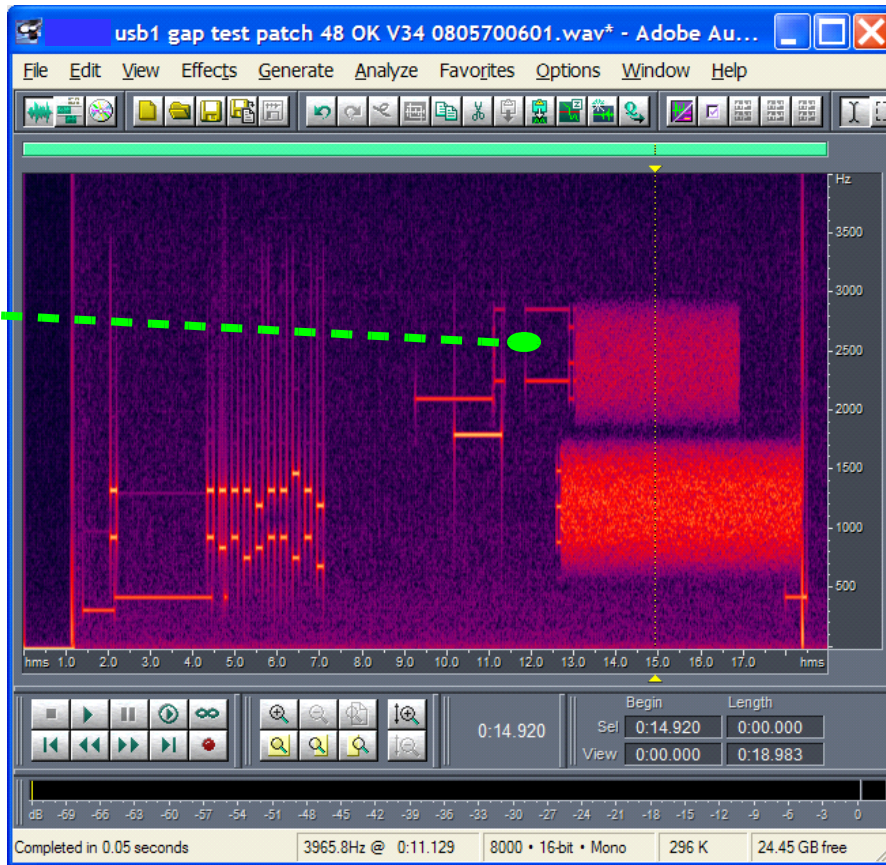 usb1 gap test patch 48 OK V34 0805700601.wav* - Adobe Au...
File Edit View Effects Generate Analyze Favorites Options Window Help
Hz
3500
3000
2500
2000
1500
1000
500
hms 1.0 2.0 3.0 4.0 5.0 6.0 7.0 8.0 9.0 10.0 11.0 12.0 13.0 14.0 15.0 16.0 17.0 hms
Begin Length
0:14.920 Sel 0:14.920 0:00.000
View 0:00.000 0:18.983
dB -69 -66 -63 -60 -57 -54 -51 -48 -45 -42 -39 -36 -33 -30 -27 -24 -21 -18 -15 -12 -9 -6 -3 0
Completed in 0.05 seconds 3965.8Hz @ 0:11.129 8000 • 16-bit • Mono 296 K 24.45 GB free